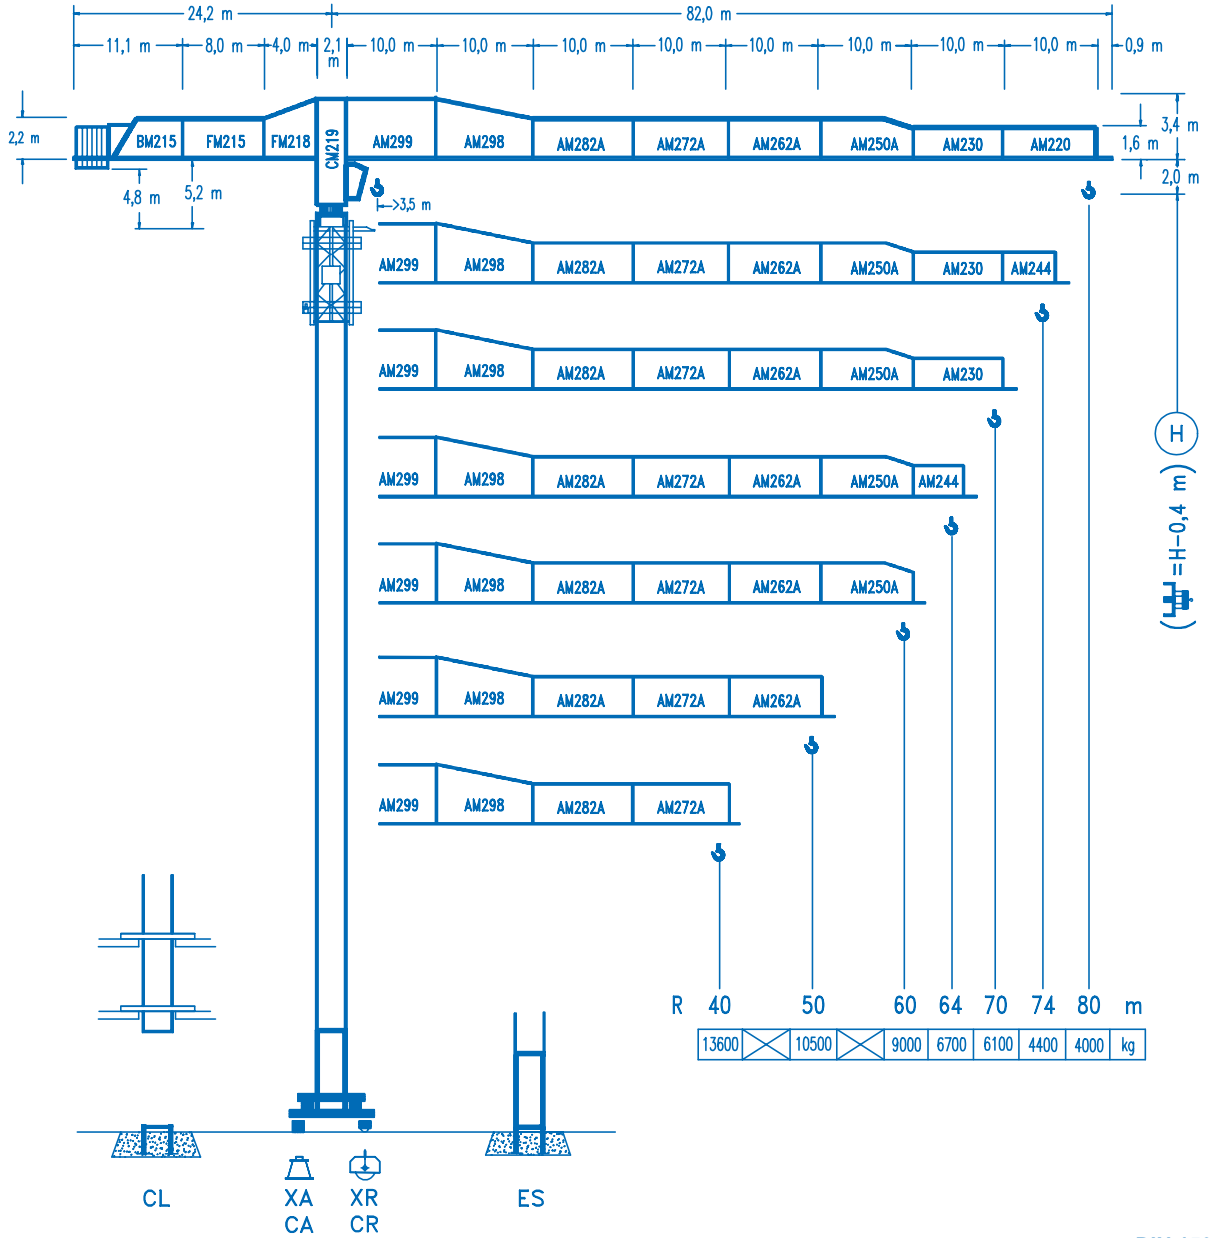 24,2 m 82,0 m
11,1 m 8,0 m 4,0 m 2,1 m 10,0 m 10,0 m 10,0 m 10,0 m 10,0 m 10,0 m 10,0 m 10,0 m 0,9 m
2,2 m BM215 FM215 FM218 CM219 AM299 AM298 AM282A AM272A AM262A AM250A AM230 AM220 1,6 m 3,4 m
4,8 m 5,2 m >3,5 m 2,0 m
AM299 AM298 AM282A AM272A AM262A AM250A AM230 AM244
AM299 AM298 AM282A AM272A AM262A AM250A AM230
H
AM299 AM298 AM282A AM272A AM262A AM250A AM244
( =H-0,4 m )
AM299 AM298 AM282A AM272A AM262A AM250A
AM299 AM298 AM282A AM272A AM262A
AM299 AM298 AM282A AM272A
R 40 50 60 64 70 74 80 m
13600 10500 9000 6700 6100 4400 4000 kg
CL XA XR ES
CA CR